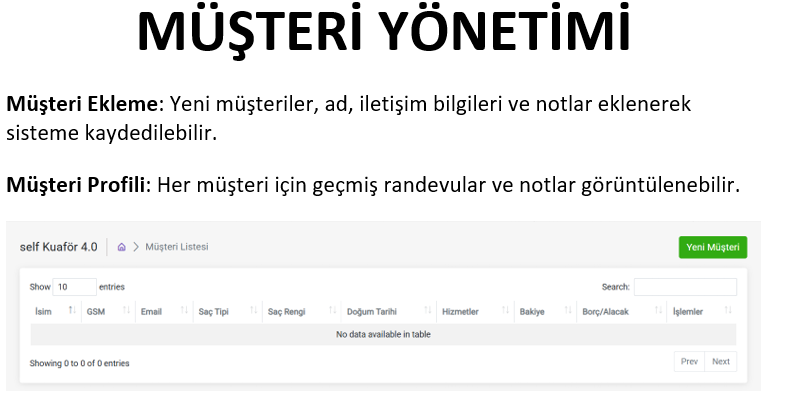 MÜŞTERİ YÖNETİMİ
Müşteri Ekleme: Yeni müşteriler, ad, iletişim bilgileri ve notlar eklenerek
sisteme kaydedilebilir.
Müşteri Profili: Her müşteri için geçmiş randevular ve notlar görüntülenebilir.
self Kuaför 4.0 > Müşteri Listesi Yeni Müşteri
Show 10 entries Search:
İsim GSM Email Saç Tipi Saç Rengi Doğum Tarihi Hizmetler Bakiye Borç/Alacak İşlemler
No data available in table
Showing 0 to 0 of 0 entries Prev Next